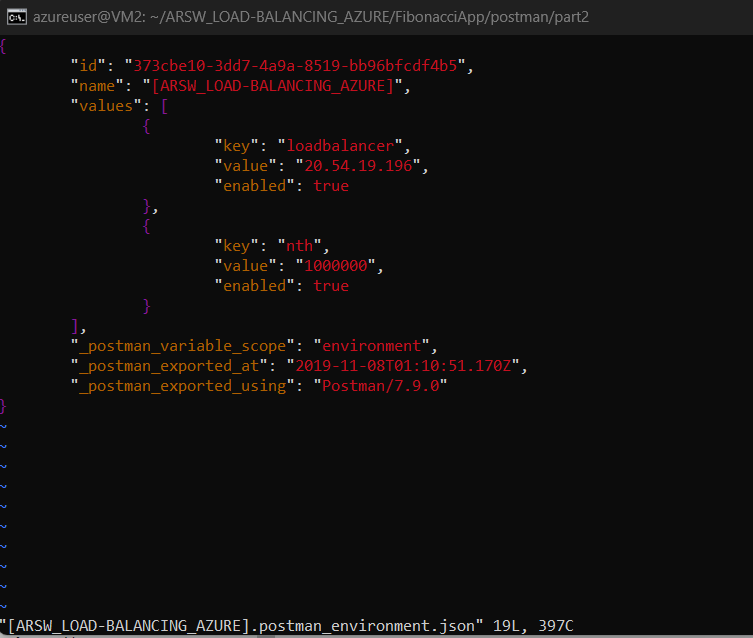 azureuser@VM2: ~/ARSW_LOAD-BALANCING_AZURE/FibonacciApp/postman/part2
{
"id": "373cbe10-3dd7-4a9a-8519-bb96bfcdf4b5",
"name": "[ARSW_LOAD-BALANCING_AZURE]",
"values": [
{
"key": "loadbalancer",
"value": "20.54.19.196",
"enabled": true
},
{
"key": "nth",
"value": "1000000",
"enabled": true
}
],
"_postman_variable_scope": "environment",
"_postman_exported_at": "2019-11-08T01:10:51.170Z",
"_postman_exported_using": "Postman/7.9.0"
}
~
~
~
~
~
~
~
~
~
~
"[ARSW_LOAD-BALANCING_AZURE].postman_environment.json" 19L, 397C